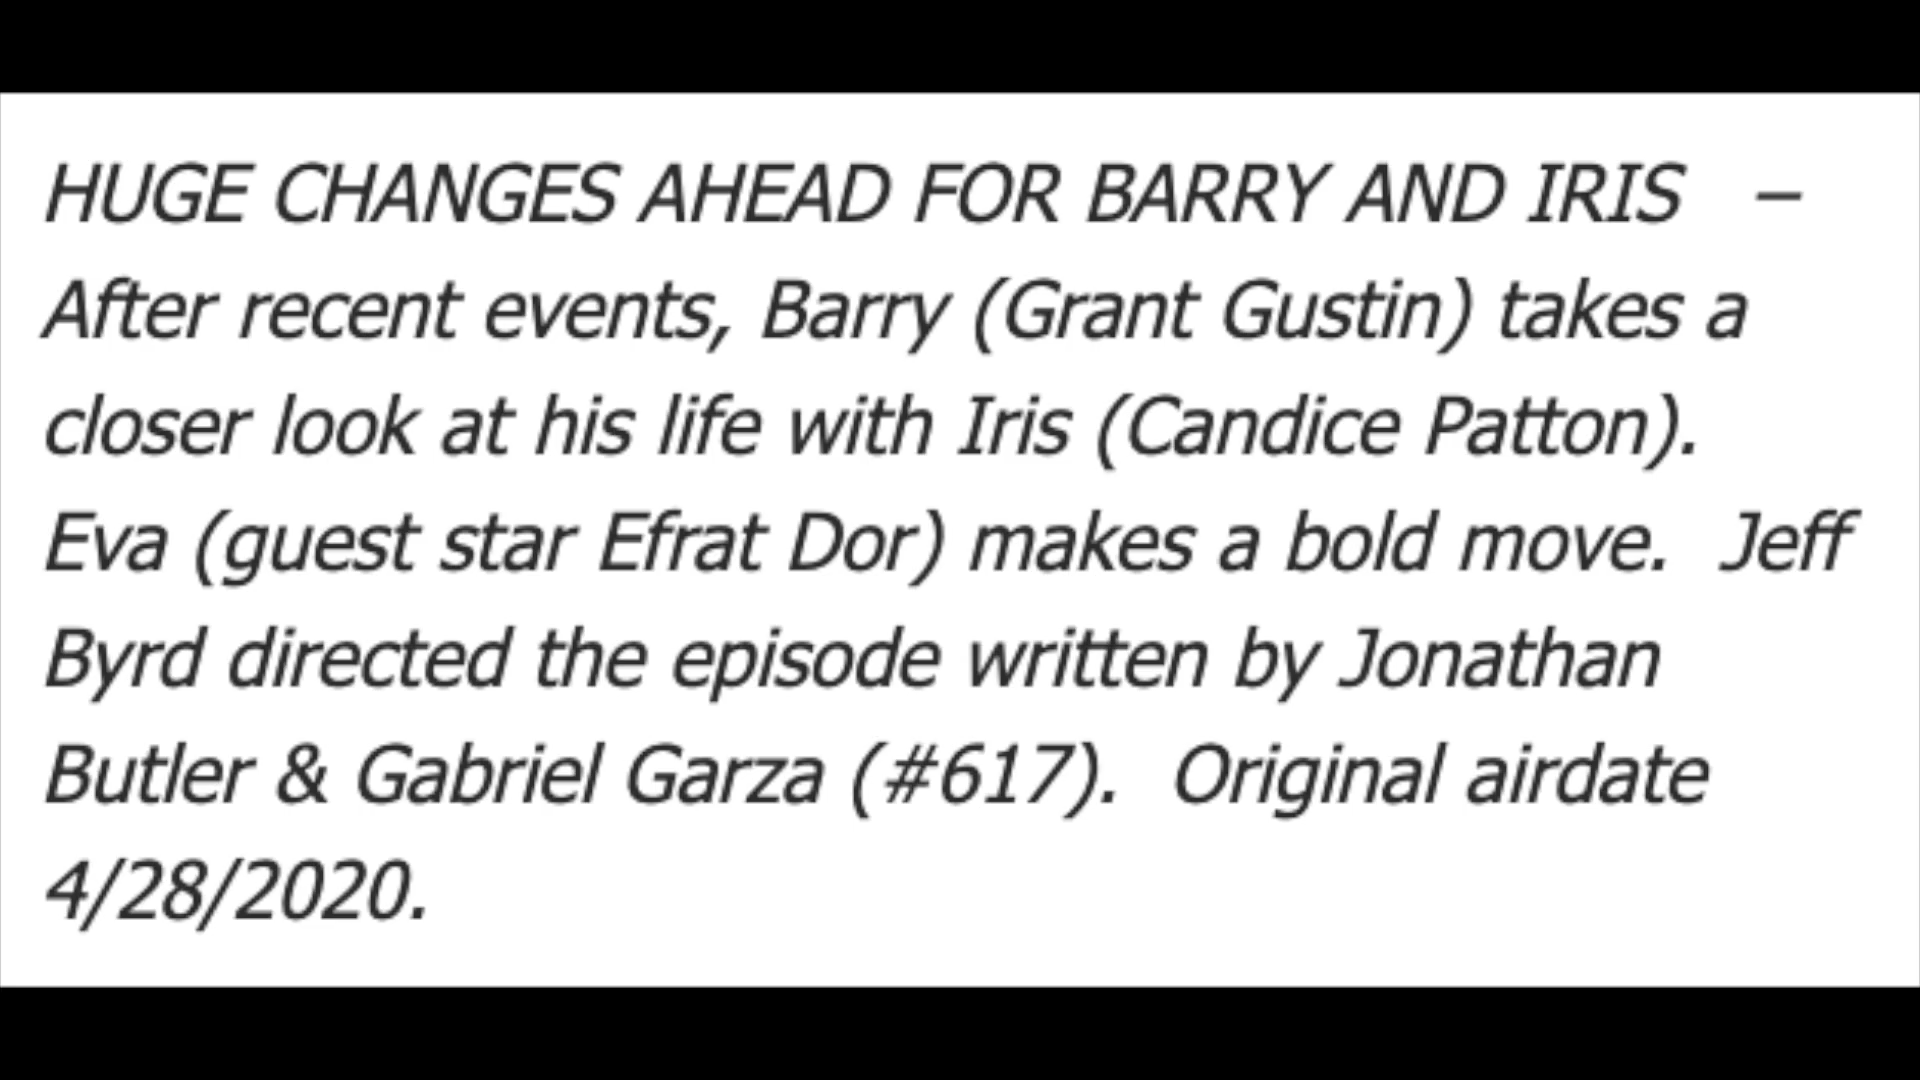 HUGE CHANGES AHEAD FOR BARRY AND IRIS –
After recent events, Barry (Grant Gustin) takes a
closer look at his life with Iris (Candice Patton).
Eva (guest star Efrat Dor) makes a bold move. Jeff
Byrd directed the episode written by Jonathan
Butler & Gabriel Garza (#617). Original airdate
4/28/2020.